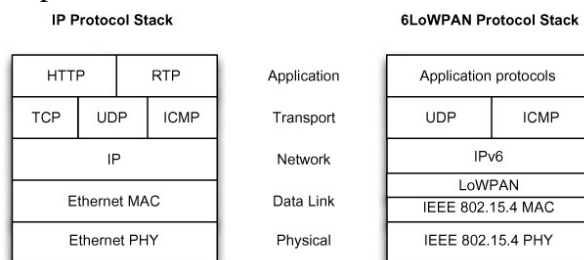 IP Protocol Stack 6LoWPAN Protocol Stack
HTTP RTP Application Application protocols
TCP UDP ICMP Transport UDP ICMP
IP Network IPv6
Ethernet MAC Data Link LoWPAN
IEEE 802.15.4 MAC
Ethernet PHY Physical IEEE 802.15.4 PHY